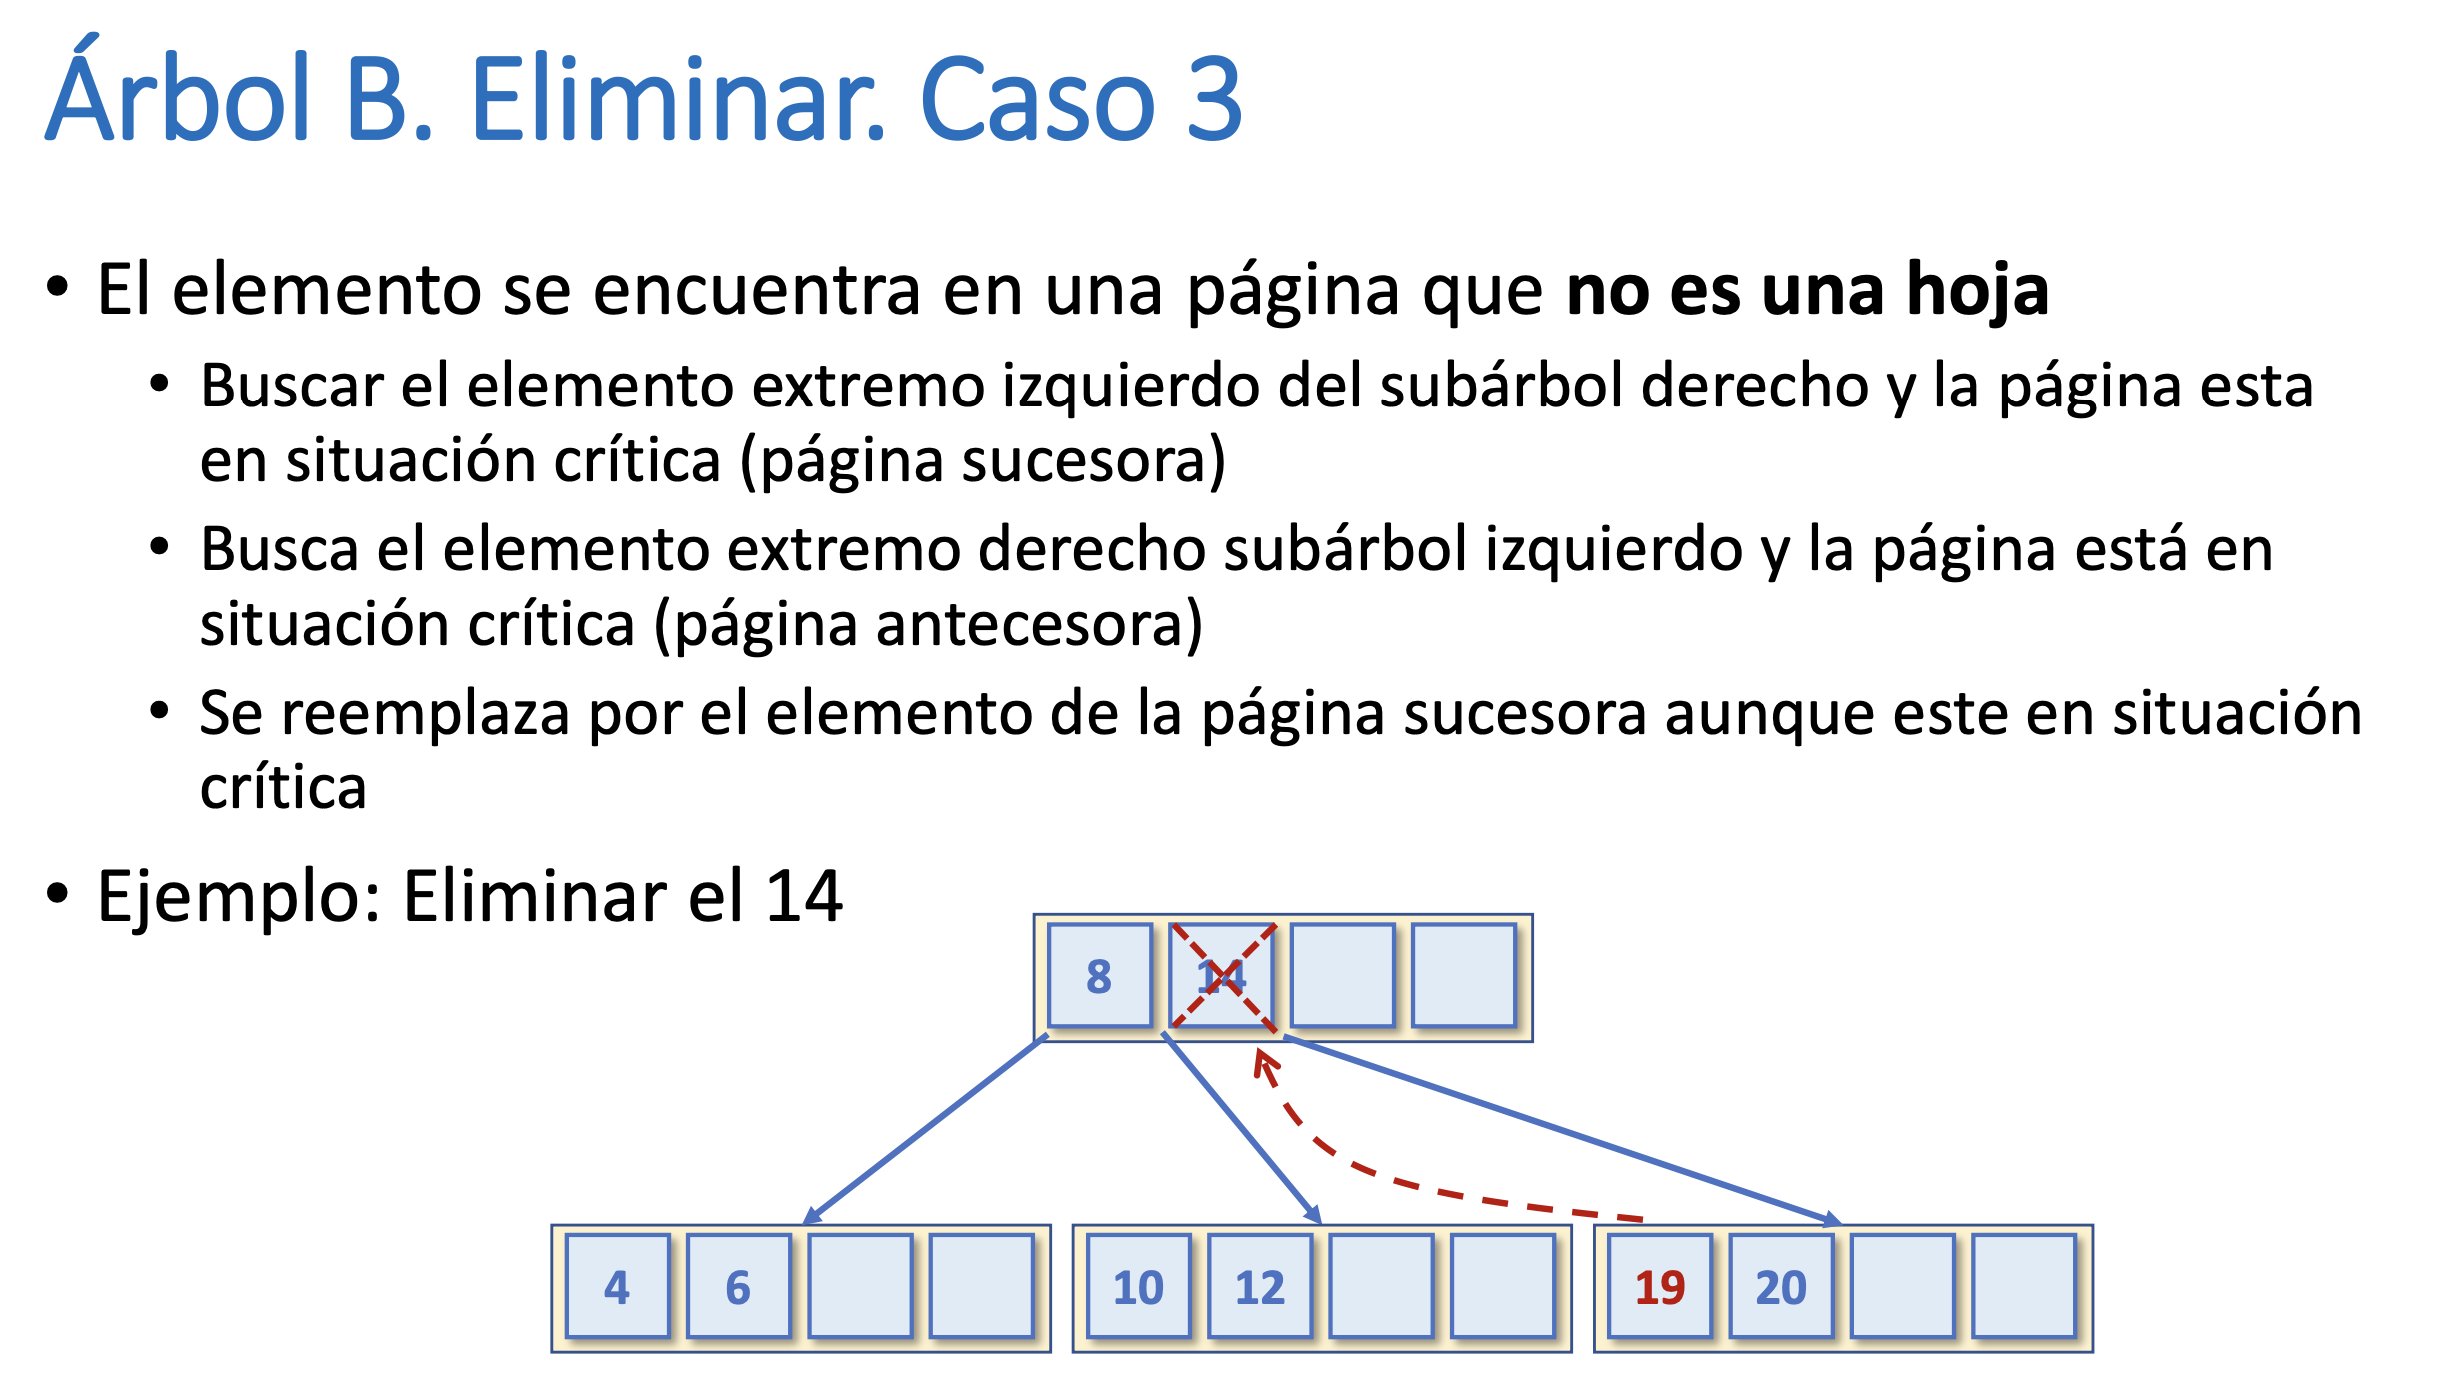 Árbol B. Eliminar. Caso 3
• El elemento se encuentra en una página que no es una hoja
• Buscar el elemento extremo izquierdo del subárbol derecho y la página esta
en situación crítica (página sucesora)
• Busca el elemento extremo derecho subárbol izquierdo y la página está en
situación crítica (página antecesora)
• Se reemplaza por el elemento de la página sucesora aunque este en situación
crítica
• Ejemplo: Eliminar el 14
8 14
4 6 10 12 19 20